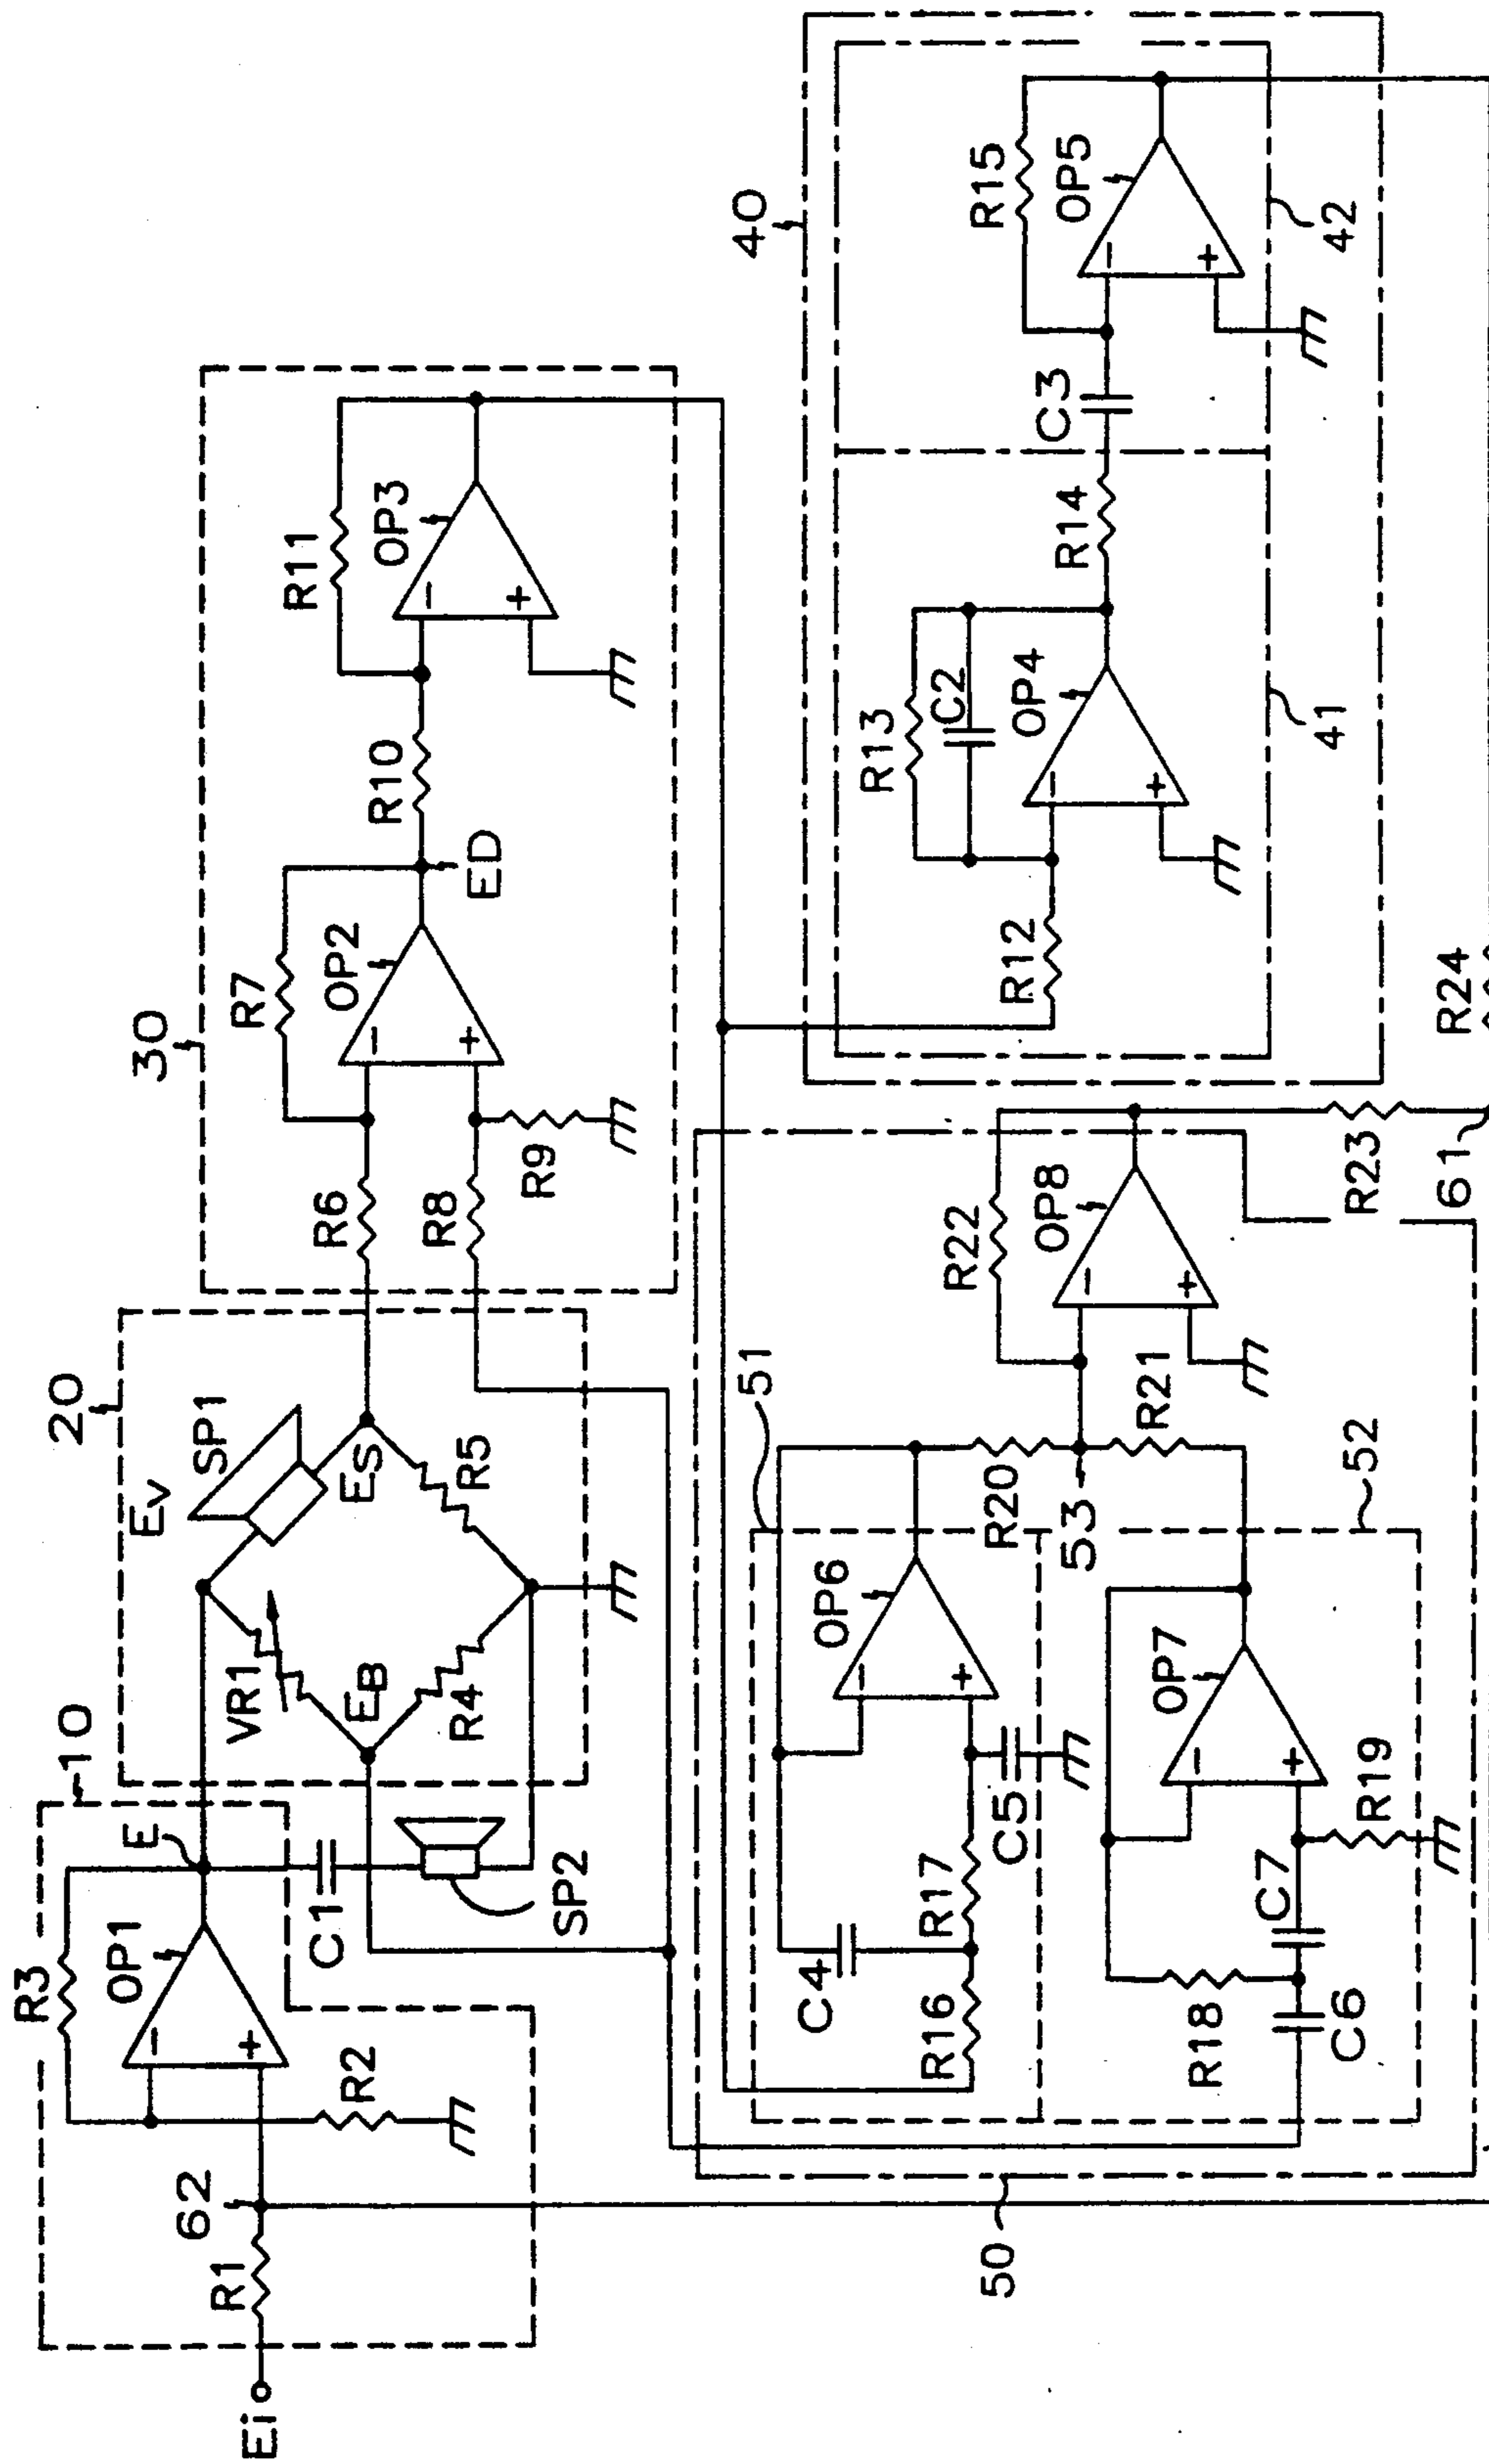 Ei
R1
62
10
R3
OP1
−
+
R2
E
C1
SP2
20
Ev
SP1
VR1
EB
R4
ES
R5
30
R6
R8
R9
R7
OP2
−
+
ED
R10
R11
OP3
−
+
40
R12
R13
C2
OP4
−
+
41
R14
C3
R15
OP5
−
+
42
50
51
C4
R16
R17
C5
OP6
−
+
52
R18
C6
C7
R19
OP7
−
+
R20
53
R21
R22
OP8
−
+
R23
61
R24